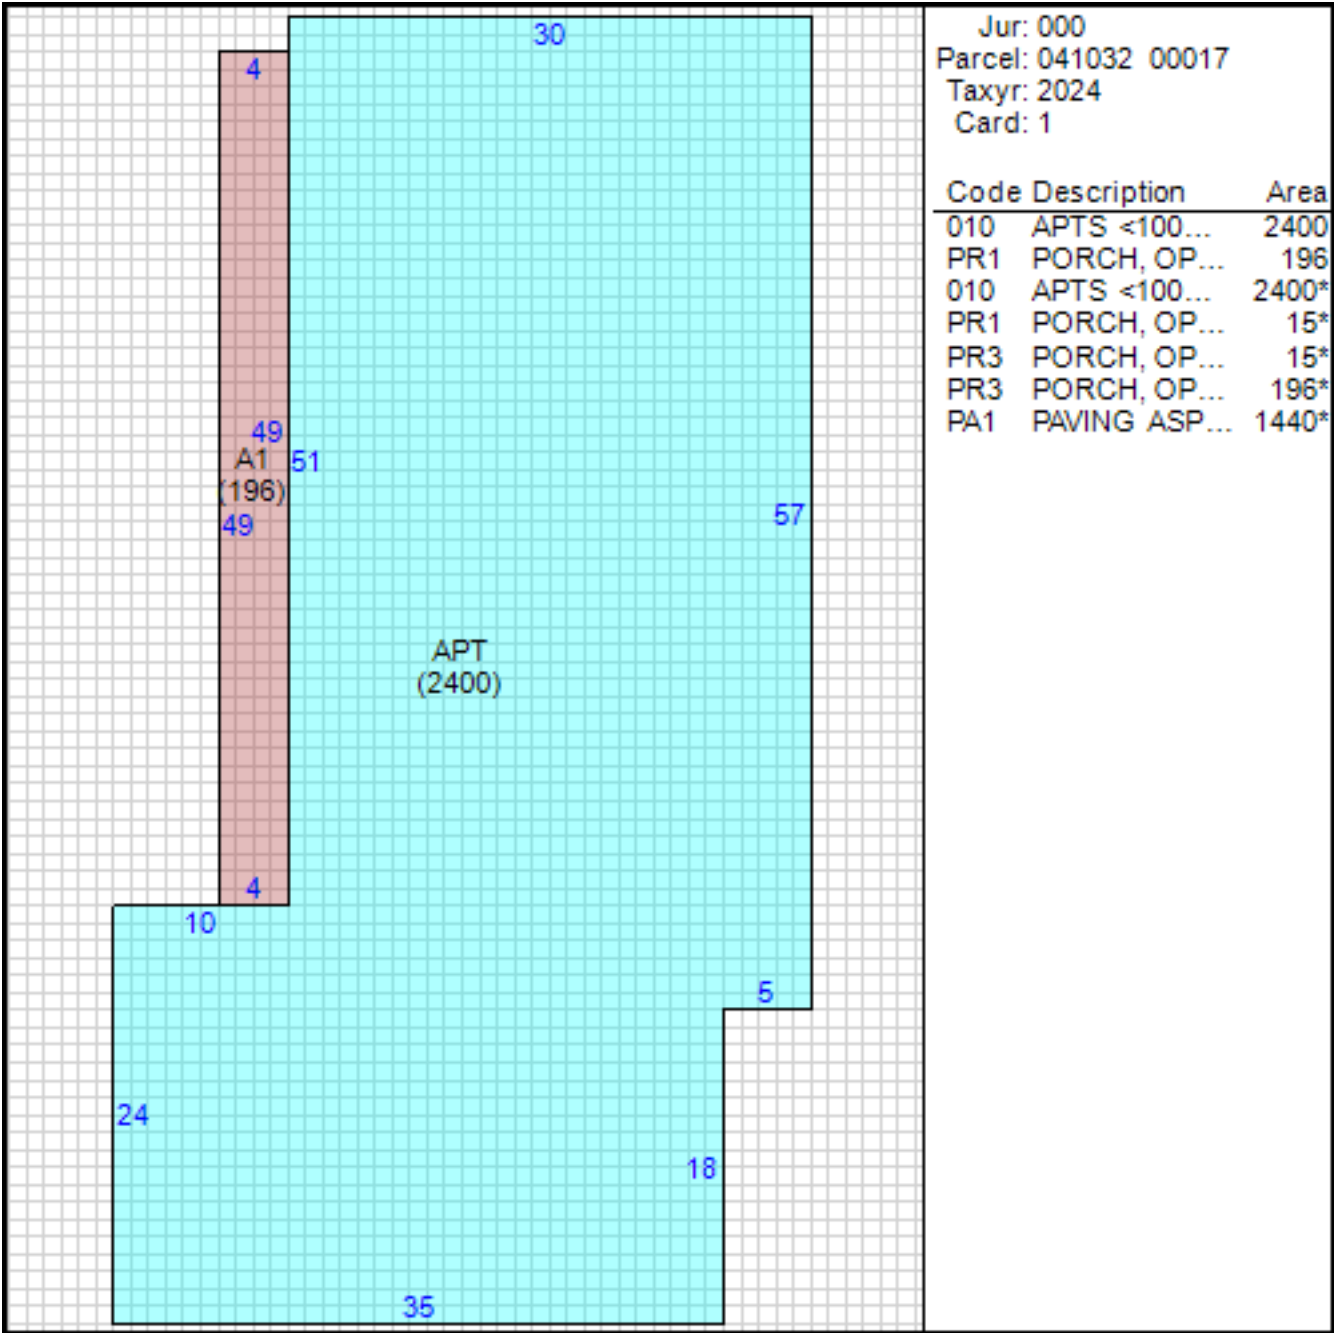 30
4
49
A1
51
(196)
49
57
APT
(2400)
4
10
5
24
18
35
Jur: 000
Parcel: 041032 00017
Taxyr: 2024
Card: 1
Code Description Area
010 APTS <100... 2400
PR1 PORCH, OP... 196
010 APTS <100... 2400*
PR1 PORCH, OP... 15*
PR3 PORCH, OP... 15*
PR3 PORCH, OP... 196*
PA1 PAVING ASP... 1440*